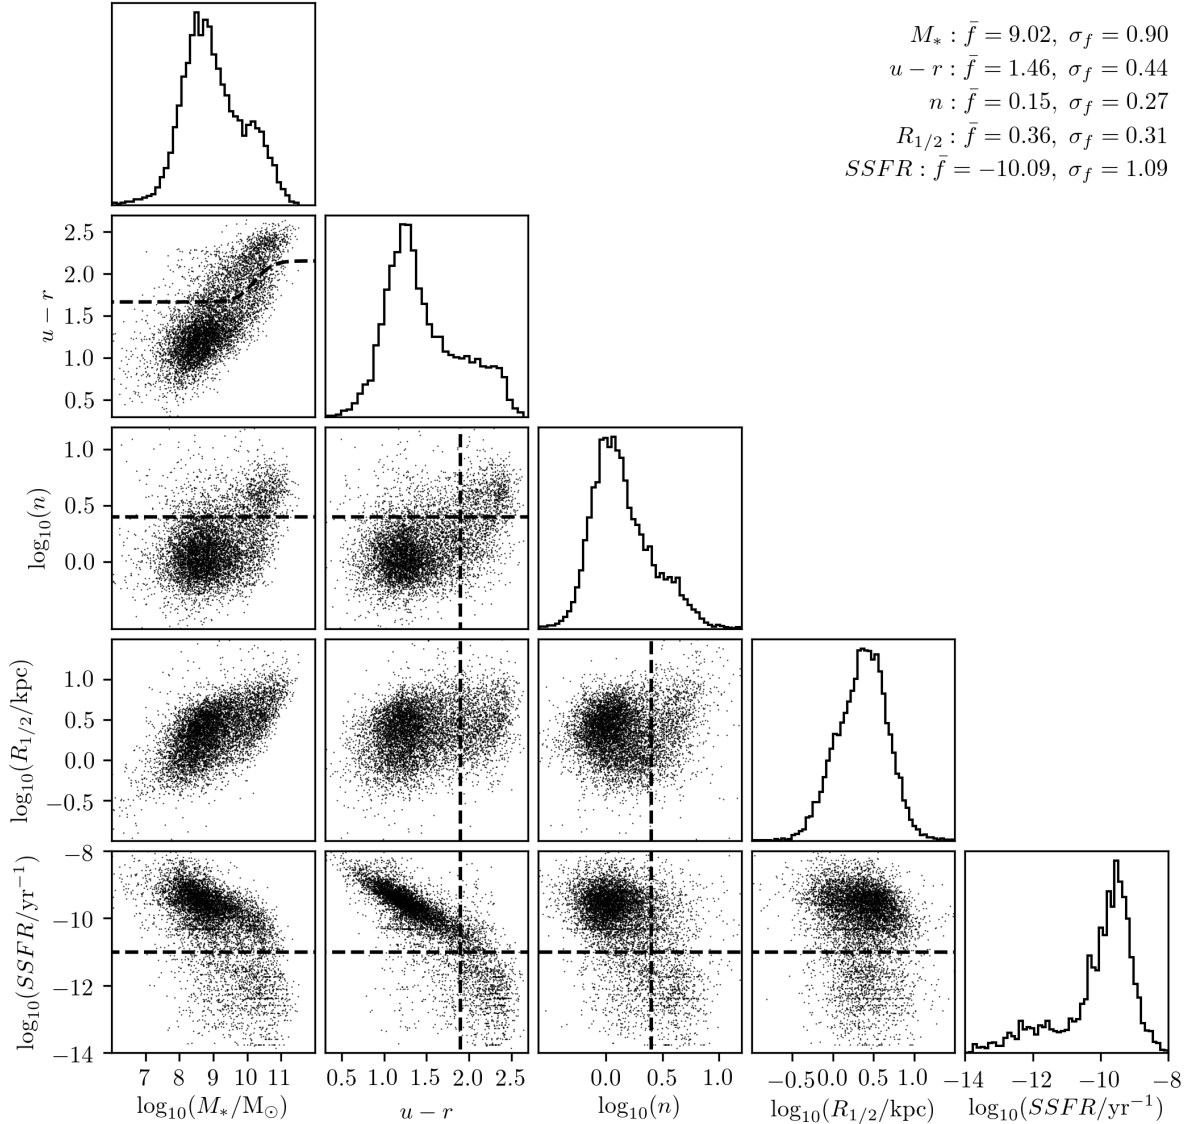 M_* : f̄ = 9.02, σ_f = 0.90
u − r : f̄ = 1.46, σ_f = 0.44
n : f̄ = 0.15, σ_f = 0.27
R_{1/2} : f̄ = 0.36, σ_f = 0.31
SSFR : f̄ = −10.09, σ_f = 1.09
2.5
2.0
1.5
1.0
0.5
u − r
1.0
0.5
0.0
log₁₀(n)
1.0
0.5
0.0
−0.5
log₁₀(R_{1/2}/kpc)
−8
−10
−12
−14
log₁₀(SSFR/yr⁻¹)
7 8 9 10 11
log₁₀(M_*/M_⊙)
0.5 1.0 1.5 2.0 2.5
u − r
0.0 0.5 1.0
log₁₀(n)
−0.5 0.0 0.5 1.0
log₁₀(R_{1/2}/kpc)
−14 −12 −10 −8
log₁₀(SSFR/yr⁻¹)